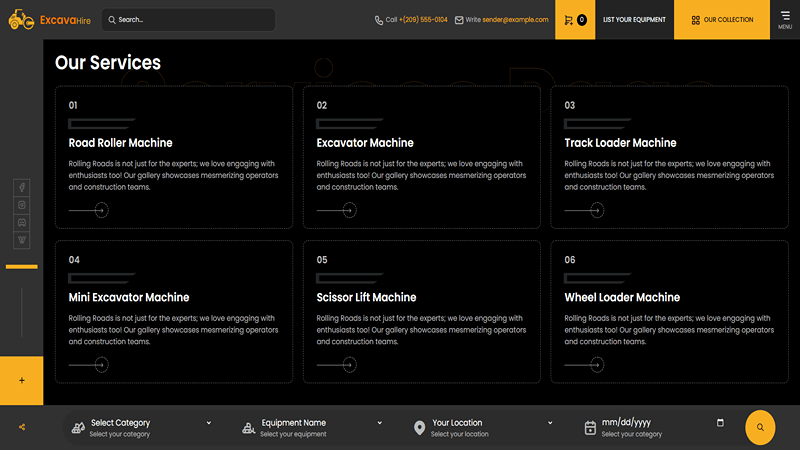 ExcavaHire
Search...
Call +(209) 555-0104
Write sender@example.com
0
LIST YOUR EQUIPMENT
OUR COLLECTION
MENU
Our Services
01
Road Roller Machine
Rolling Roads is not just for the experts; we love engaging with
enthusiasts too! Our gallery showcases mesmerizing operators
and construction teams.
02
Excavator Machine
Rolling Roads is not just for the experts; we love engaging with
enthusiasts too! Our gallery showcases mesmerizing operators
and construction teams.
03
Track Loader Machine
Rolling Roads is not just for the experts; we love engaging with
enthusiasts too! Our gallery showcases mesmerizing operators
and construction teams.
04
Mini Excavator Machine
Rolling Roads is not just for the experts; we love engaging with
enthusiasts too! Our gallery showcases mesmerizing operators
and construction teams.
05
Scissor Lift Machine
Rolling Roads is not just for the experts; we love engaging with
enthusiasts too! Our gallery showcases mesmerizing operators
and construction teams.
06
Wheel Loader Machine
Rolling Roads is not just for the experts; we love engaging with
enthusiasts too! Our gallery showcases mesmerizing operators
and construction teams.
+
Select Category
Select your category
Equipment Name
Select your equipment
Your Location
Select your location
mm/dd/yyyy
Select your category